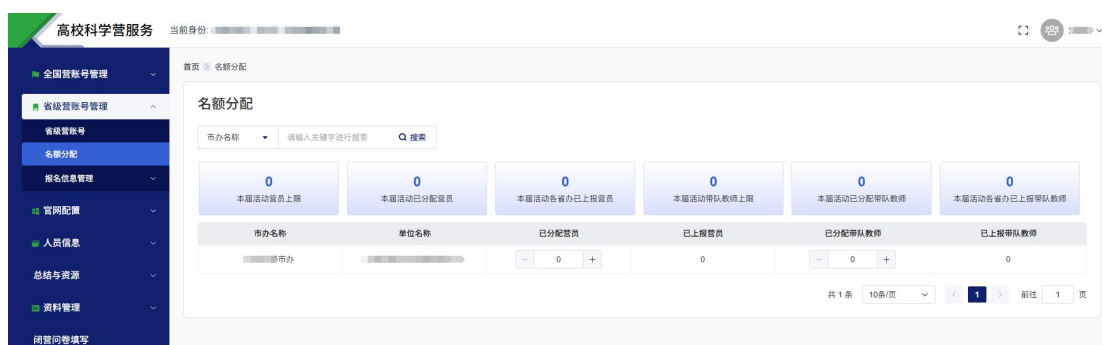 高校科学营服务
当前身份:
全国营账号管理
省级营账号管理
省级营账号
名额分配
报名信息管理
官网配置
人员信息
总结与资源
资料管理
闭营问卷填写
首页 名额分配
名额分配
市办名称 请输入关键字进行搜索 搜索
0 0 0 0 0 0
本届活动营员上限 本届活动已分配营员 本届活动各省办已上报营员 本届活动带队教师上限 本届活动已分配带队教师 本届活动各省办已上报带队教师
市办名称 单位名称 已分配营员 已上报营员 已分配带队教师 已上报带队教师
市办 − 0 + 0 − 0 + 0
共 1 条 10条/页 < 1 > 前往 1 页